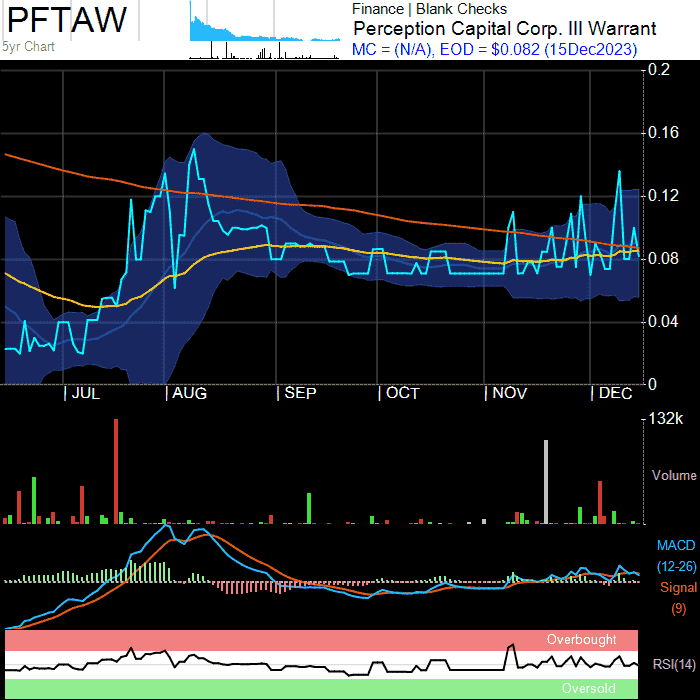 PFTAW
5yr Chart
Finance | Blank Checks
Perception Capital Corp. III Warrant
MC = (N/A), EOD = $0.082 (15Dec2023)
0.2
0.16
0.12
0.08
0.04
0
JUL AUG SEP OCT NOV DEC
132k
Volume
MACD
(12-26)
Signal
(9)
Overbought
RSI(14)
Oversold